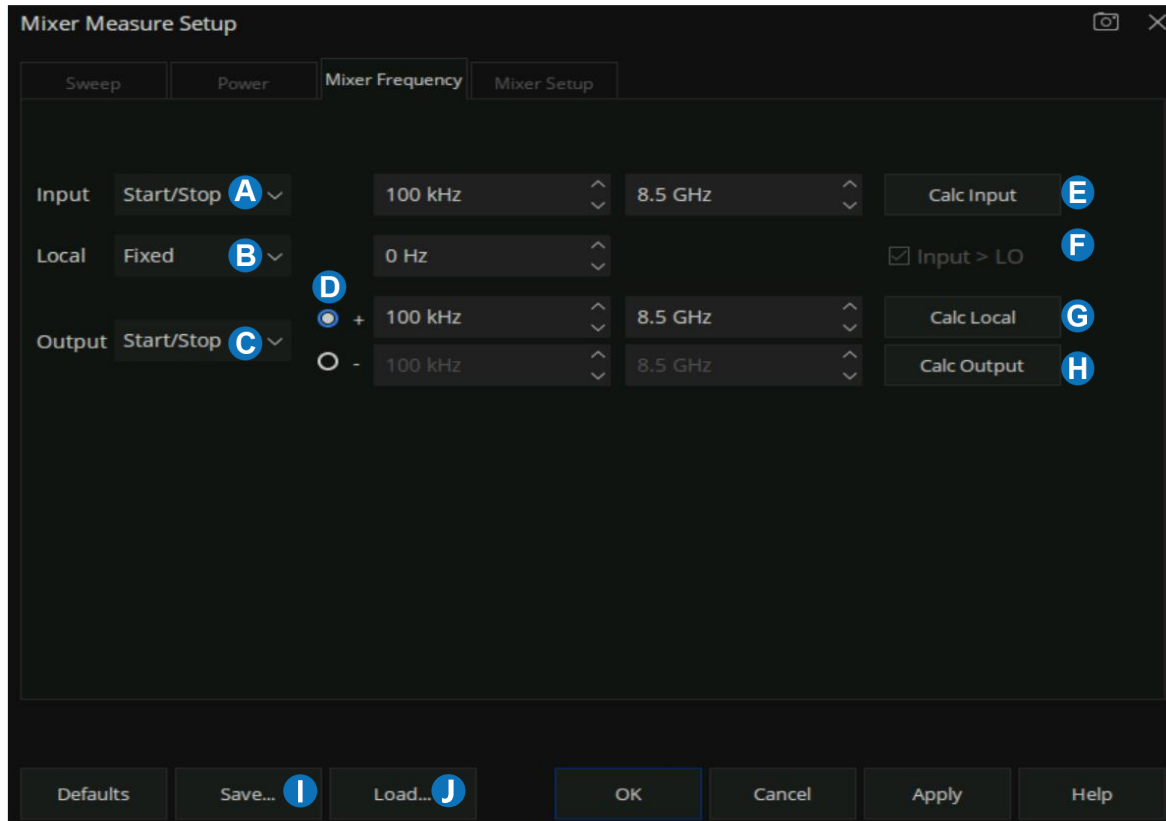 Mixer Measure Setup
Sweep Power Mixer Frequency Mixer Setup
Input Start/Stop A 100 kHz 8.5 GHz Calc Input E
Local Fixed B 0 Hz Input > LO F
D
+ 100 kHz 8.5 GHz Calc Local G
Output Start/Stop C
- 100 kHz 8.5 GHz Calc Output H
Defaults Save... I Load... J OK Cancel Apply Help